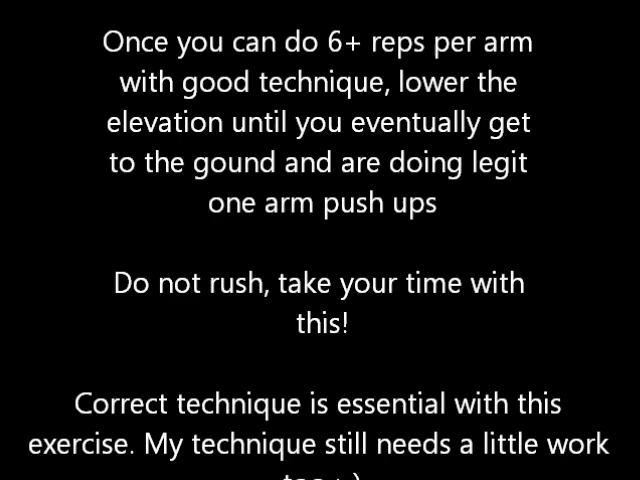 Once you can do 6+ reps per arm
with good technique, lower the
elevation until you eventually get
to the gound and are doing legit
one arm push ups
Do not rush, take your time with
this!
Correct technique is essential with this
exercise. My technique still needs a little work